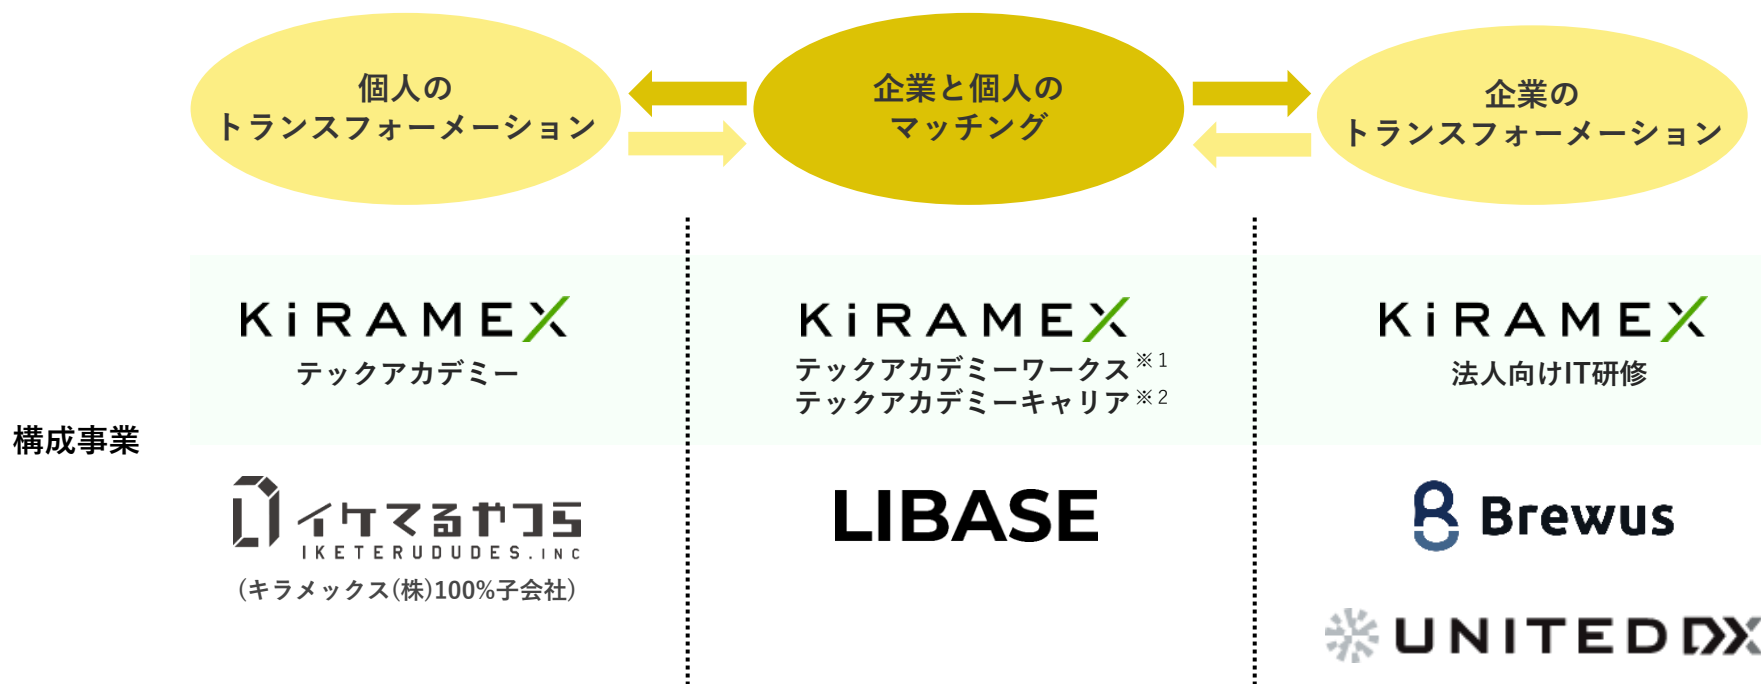 個人の
トランスフォーメーション
企業と個人の
マッチング
企業の
トランスフォーメーション
構成事業
KiRAMEX
テックアカデミー
KiRAMEX
テックアカデミーワークス※1
テックアカデミーキャリア※2
KiRAMEX
法人向けIT研修
イケてるやつら
IKETERUDUDES.INC
(キラメックス(株)100%子会社)
LIBASE
Brewus
UNITED DX